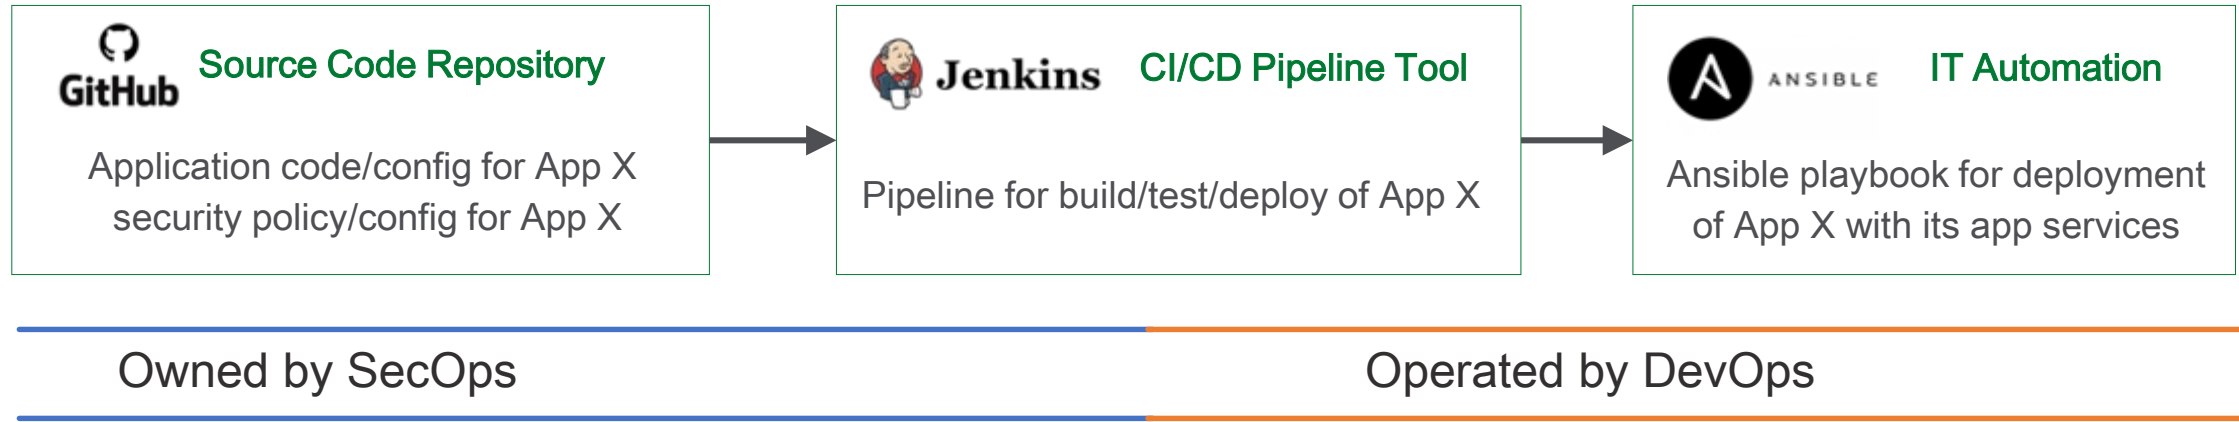 GitHub
Source Code Repository
Application code/config for App X
security policy/config for App X
Jenkins
CI/CD Pipeline Tool
Pipeline for build/test/deploy of App X
A
ANSIBLE
IT Automation
Ansible playbook for deployment
of App X with its app services
Owned by SecOps
Operated by DevOps